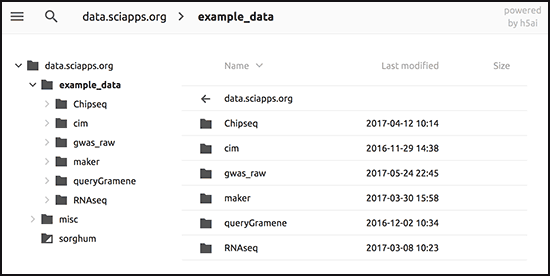 data.sciapps.org > example_data
powered
by h5ai
data.sciapps.org
example_data
Chipseq
cim
gwas_raw
maker
queryGramene
RNAseq
misc
sorghum
Name Last modified Size
data.sciapps.org
Chipseq 2017-04-12 10:14
cim 2016-11-29 14:38
gwas_raw 2017-05-24 22:45
maker 2017-03-30 15:58
queryGramene 2016-12-02 10:34
RNAseq 2017-03-08 10:23